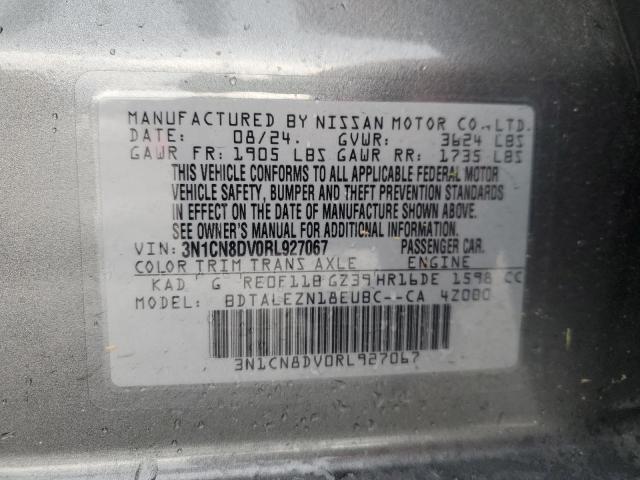 MANUFACTURED BY NISSAN MOTOR CO.,LTD.
DATE: 08/24. GVWR: 3624 LBS
GAWR FR: 1905 LBS GAWR RR: 1735 LBS
THIS VEHICLE CONFORMS TO ALL APPLICABLE FEDERAL MOTOR
VEHICLE SAFETY, BUMPER AND THEFT PREVENTION STANDARDS
IN EFFECT ON THE DATE OF MANUFACTURE SHOWN ABOVE.
SEE OWNER'S MANUAL FOR ADDITIONAL INFORMATION
VIN: 3N1CN8DV0RL927067 PASSENGER CAR.
COLOR TRIM TRANS AXLE ENGINE
KAD G RE0F11B GZ39 HR16DE 1598 CC
MODEL: BDTALEZN18EUBC--CA 4Z000
3N1CN8DV0RL927067